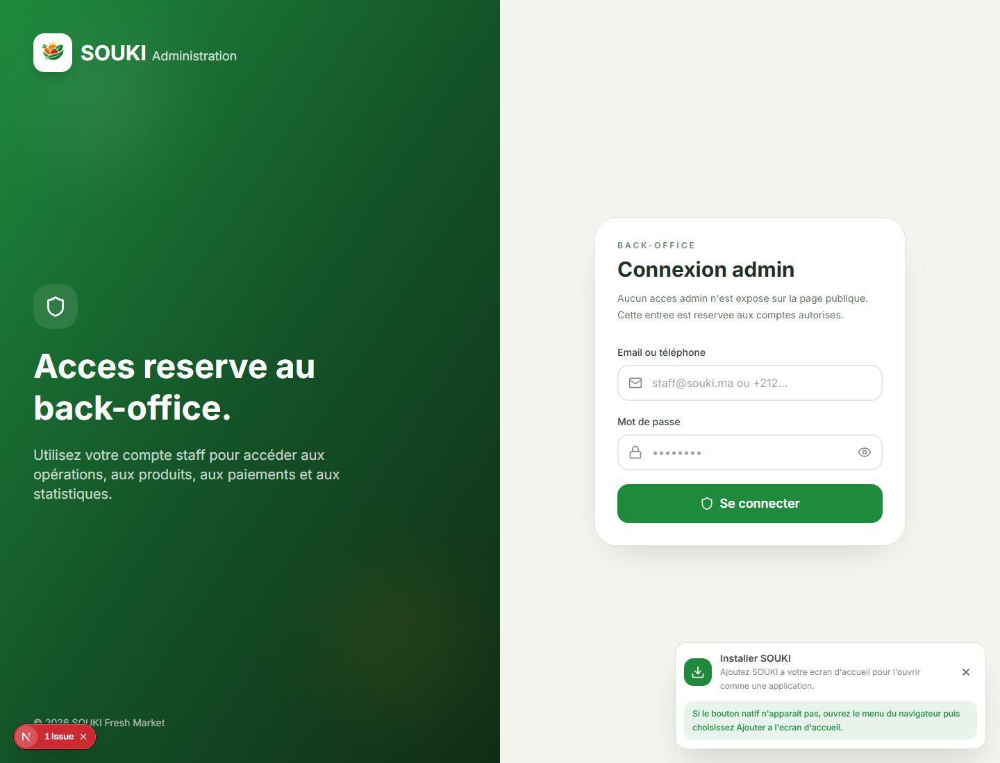 SOUKI Administration
Acces reserve au
back-office.
Utilisez votre compte staff pour accéder aux
opérations, aux produits, aux paiements et aux
statistiques.
© 2026 SOUKI Fresh Market
1 Issue
BACK-OFFICE
Connexion admin
Aucun acces admin n'est expose sur la page publique.
Cette entree est reservee aux comptes autorises.
Email ou téléphone
staff@souki.ma ou +212...
Mot de passe
••••••••
Se connecter
Installer SOUKI
Ajoutez SOUKI a votre ecran d'accueil pour l'ouvrir
comme une application.
Si le bouton natif n'apparait pas, ouvrez le menu du navigateur puis
choisissez Ajouter a l'ecran d'accueil.